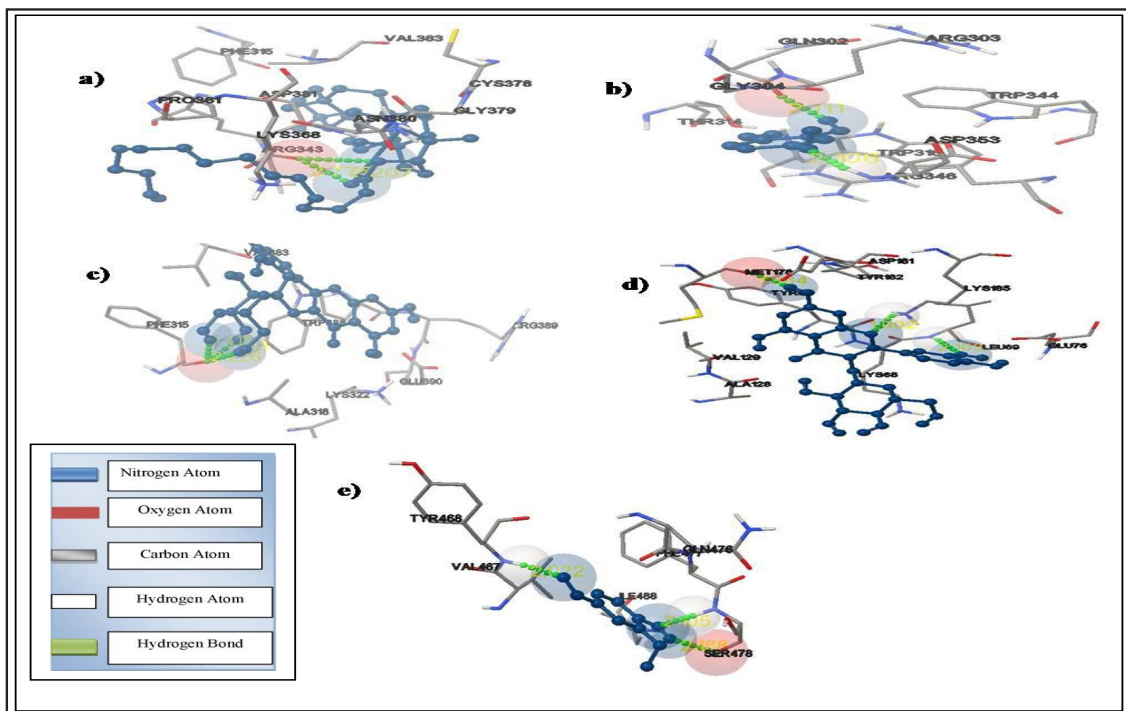 a)
PHE315
VAL383
CYS378
GLY379
ASP381
ASN380
PRO361
LYS368
ARG343
b)
GLN302
ARG303
GLY304
TRP344
THR314
ASP353
ARG346
c)
PHE315
ARG389
GLU390
LYS322
ALA318
d)
ASP181
TYR182
LYS185
LEU69
GLU76
VAL129
ALA128
LYS68
e)
TYR468
VAL467
GLN476
ILE488
SER478
Nitrogen Atom
Oxygen Atom
Carbon Atom
Hydrogen Atom
Hydrogen Bond